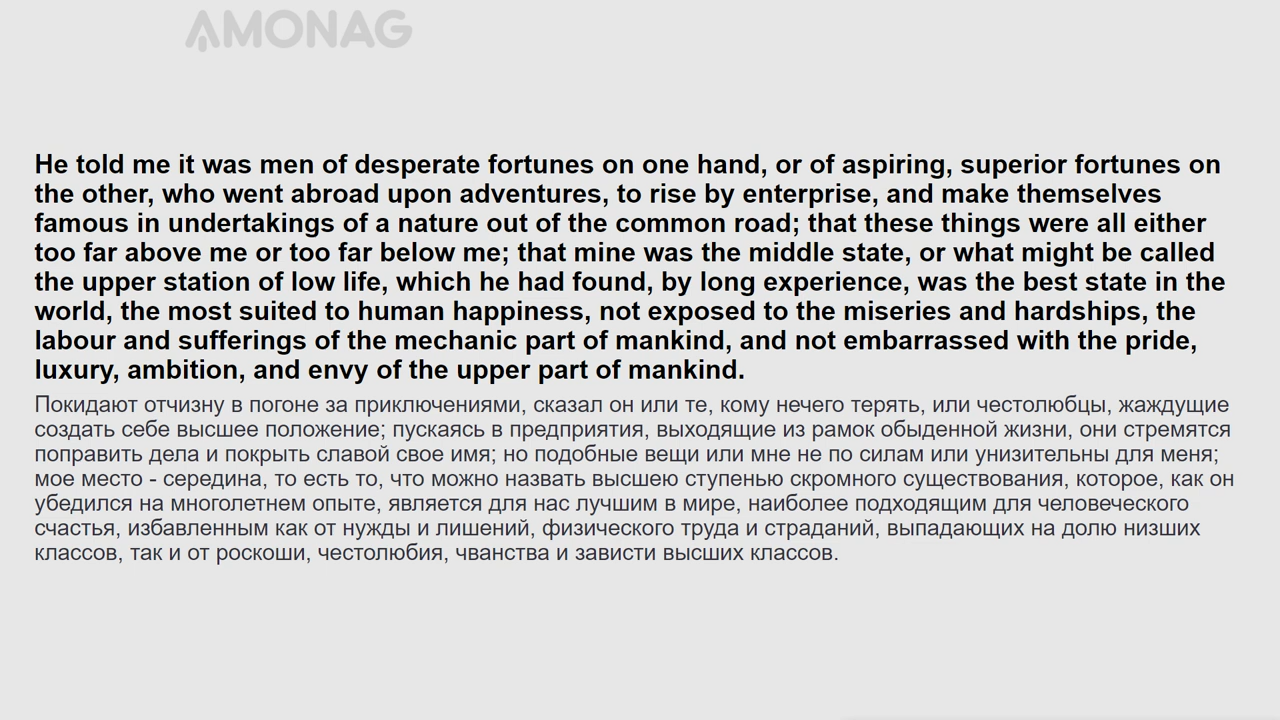 AMONAG
He told me it was men of desperate fortunes on one hand, or of aspiring, superior fortunes on
the other, who went abroad upon adventures, to rise by enterprise, and make themselves
famous in undertakings of a nature out of the common road; that these things were all either
too far above me or too far below me; that mine was the middle state, or what might be called
the upper station of low life, which he had found, by long experience, was the best state in the
world, the most suited to human happiness, not exposed to the miseries and hardships, the
labour and sufferings of the mechanic part of mankind, and not embarrassed with the pride,
luxury, ambition, and envy of the upper part of mankind.
Покидают отчизну в погоне за приключениями, сказал он или те, кому нечего терять, или честолюбцы, жаждущие
создать себе высшее положение; пускаясь в предприятия, выходящие из рамок обыденной жизни, они стремятся
поправить дела и покрыть славой свое имя; но подобные вещи или мне не по силам или унизительны для меня;
мое место - середина, то есть то, что можно назвать высшею ступенью скромного существования, которое, как он
убедился на многолетнем опыте, является для нас лучшим в мире, наиболее подходящим для человеческого
счастья, избавленным как от нужды и лишений, физического труда и страданий, выпадающих на долю низших
классов, так и от роскоши, честолюбия, чванства и зависти высших классов.